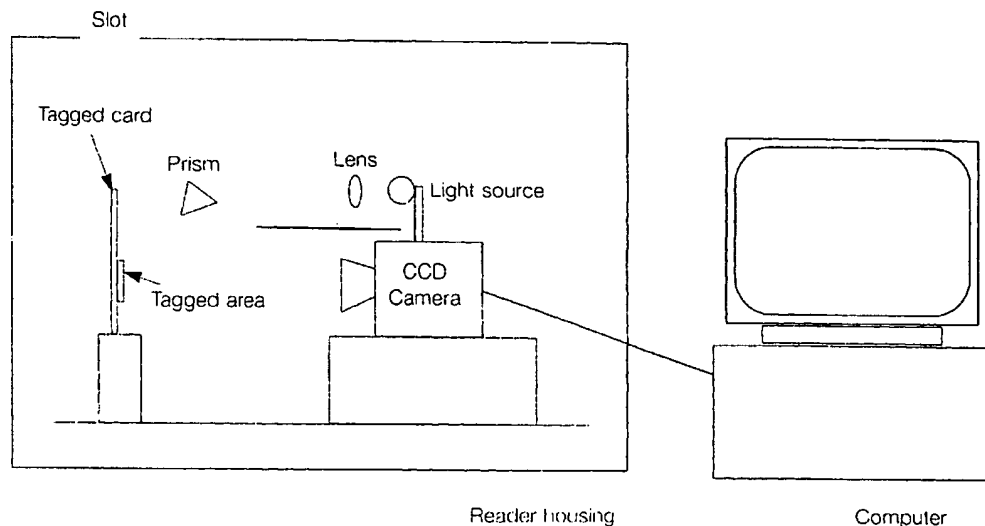 Slot
Tagged card
Prism
Lens
Light source
CCD
Camera
Tagged area
Reader housing
Computer